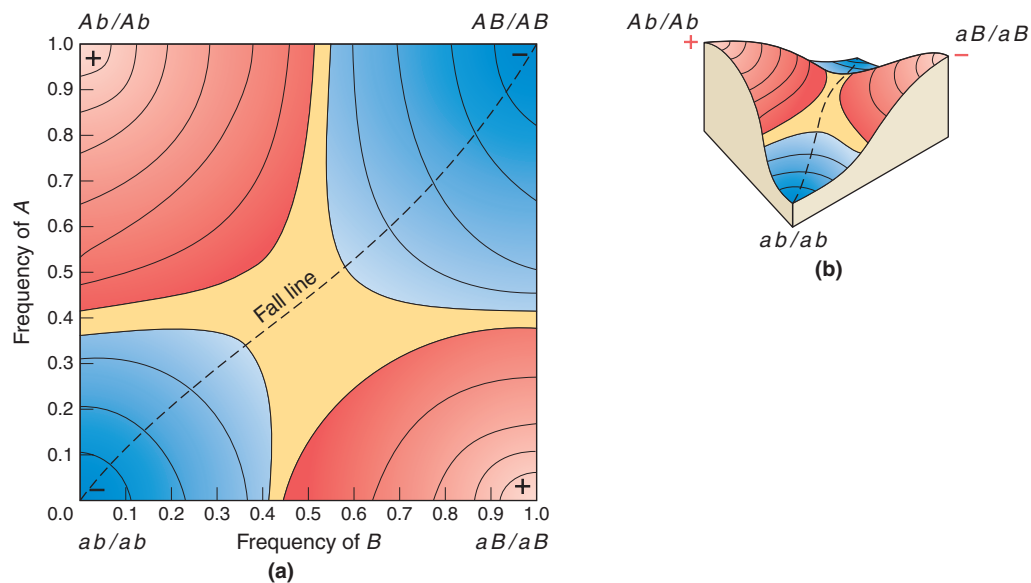 Ab/Ab
AB/AB
1.0
0.9
0.8
0.7
0.6
0.5
0.4
0.3
0.2
0.1
0.0
+
−
−
+
Frequency of A
Fall line
0.1 0.2 0.3 0.4 0.5 0.6 0.7 0.8 0.9 1.0
ab/ab
Frequency of B
aB/aB
(a)
Ab/Ab
aB/aB
+
−
ab/ab
(b)